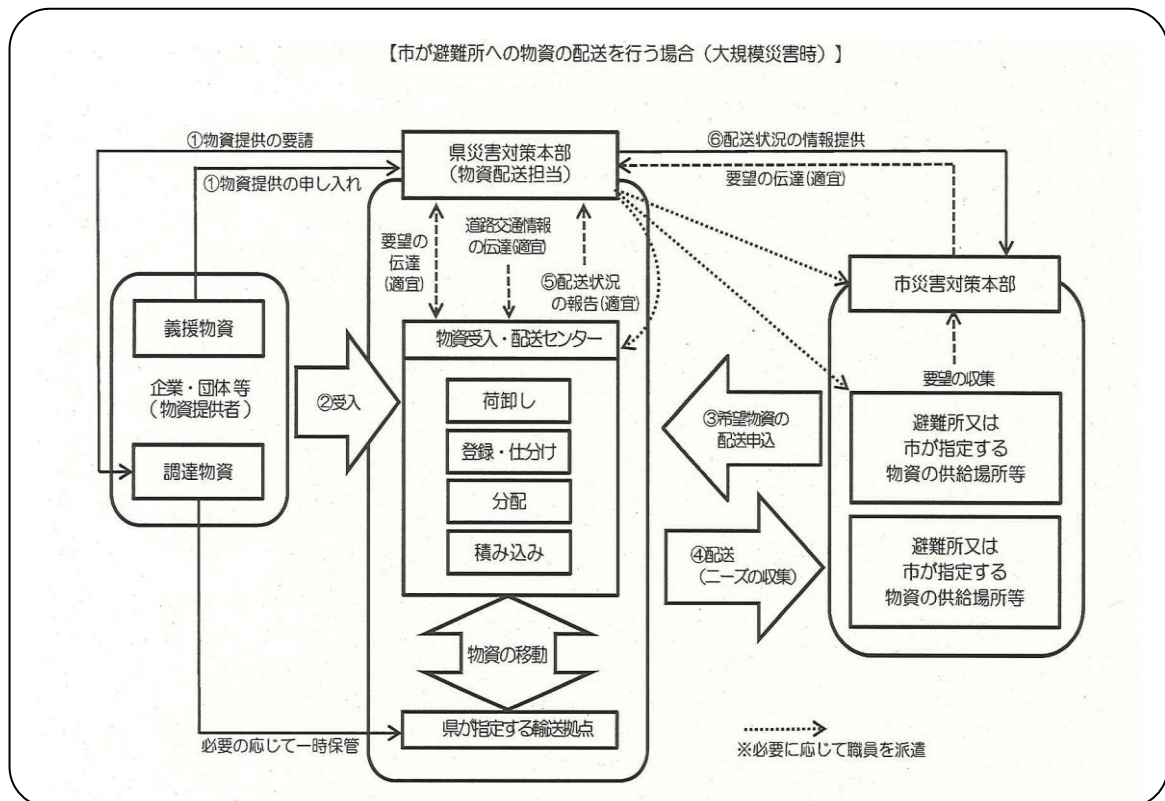 【市が避難所への物資の配送を行う場合（大規模災害時）】
①物資提供の要請
①物資提供の申し入れ
県災害対策本部
（物資配送担当）
⑥配送状況の情報提供
要望の伝達(適宜)
要望の
伝達
(適宜)
道路交通情報
の伝達(適宜)
⑤配送状況
の報告(適宜)
市災害対策本部
義援物資
企業・団体等
（物資提供者）
調達物資
②受入
物資受入・配送センター
荷卸し
登録・仕分け
分配
積み込み
③希望物資の
配送申込
④配送
（ニーズの収集）
要望の収集
避難所又は
市が指定する
物資の供給場所等
避難所又は
市が指定する
物資の供給場所等
物資の移動
県が指定する輸送拠点
必要の応じて一時保管
※必要に応じて職員を派遣